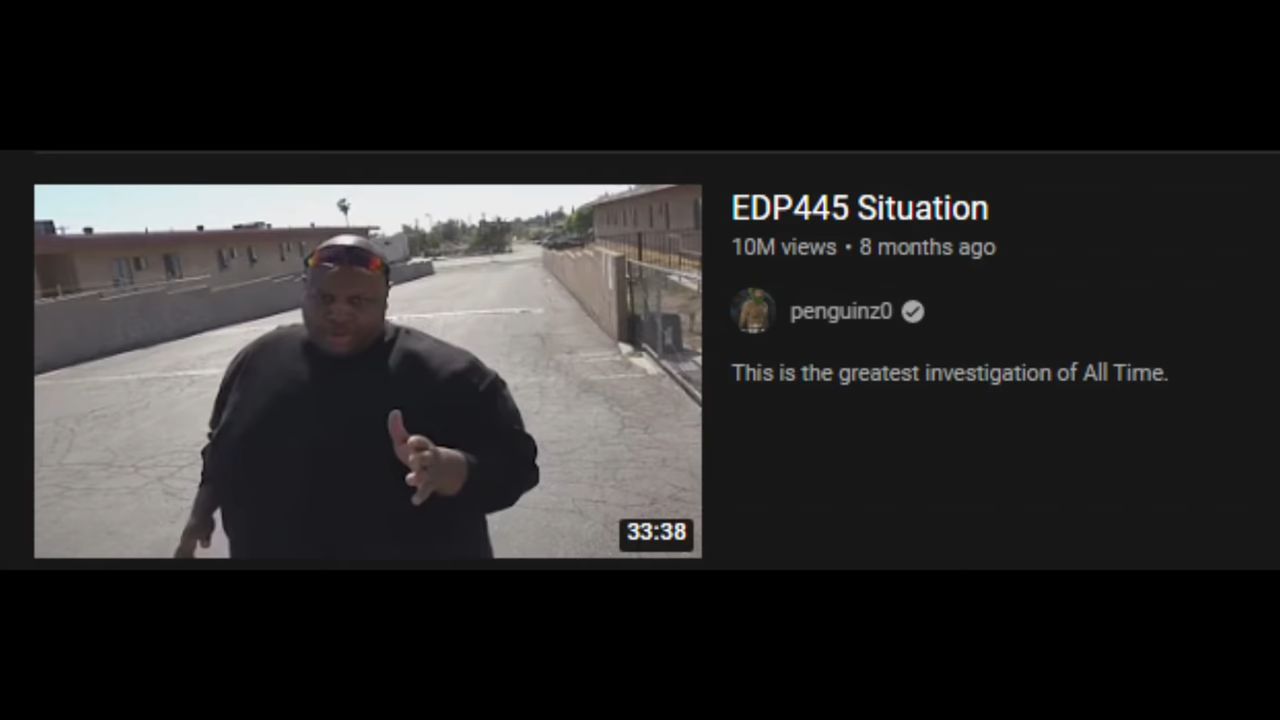 33:38
EDP445 Situation
10M views • 8 months ago
penguinz0
This is the greatest investigation of All Time.